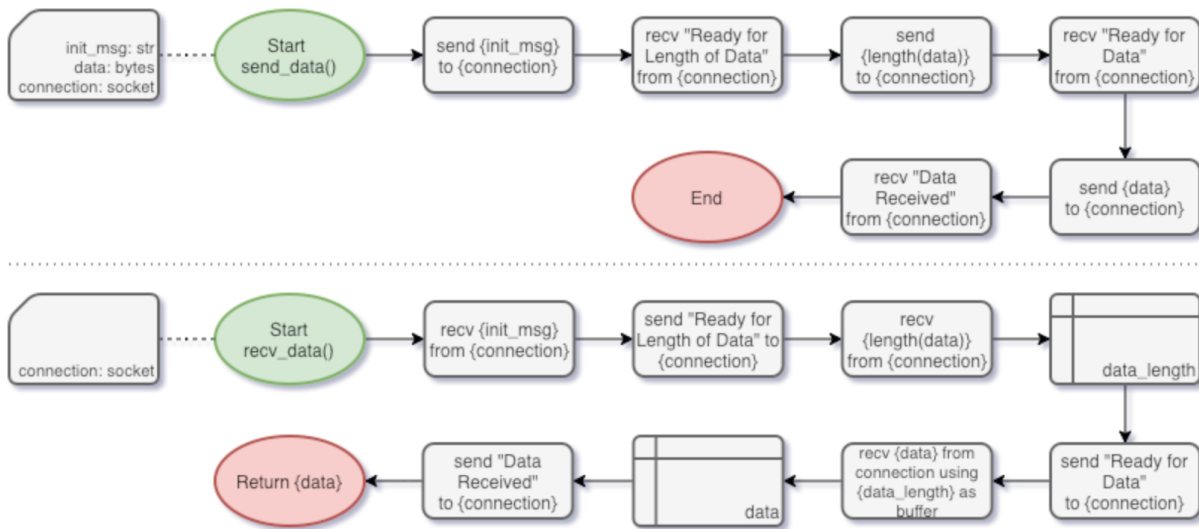 init_msg: str
data: bytes
connection: socket
Start
send_data()
send {init_msg}
to {connection}
recv "Ready for
Length of Data"
from {connection}
send
{length(data)}
to {connection}
recv "Ready for
Data"
from {connection}
send {data}
to {connection}
recv "Data
Received"
from {connection}
End
connection: socket
Start
recv_data()
recv {init_msg}
from {connection}
send "Ready for
Length of Data" to
{connection}
recv
{length(data)}
from {connection}
data_length
send "Ready for
Data"
to {connection}
recv {data} from
connection using
{data_length} as
buffer
data
send "Data
Received"
to {connection}
Return {data}